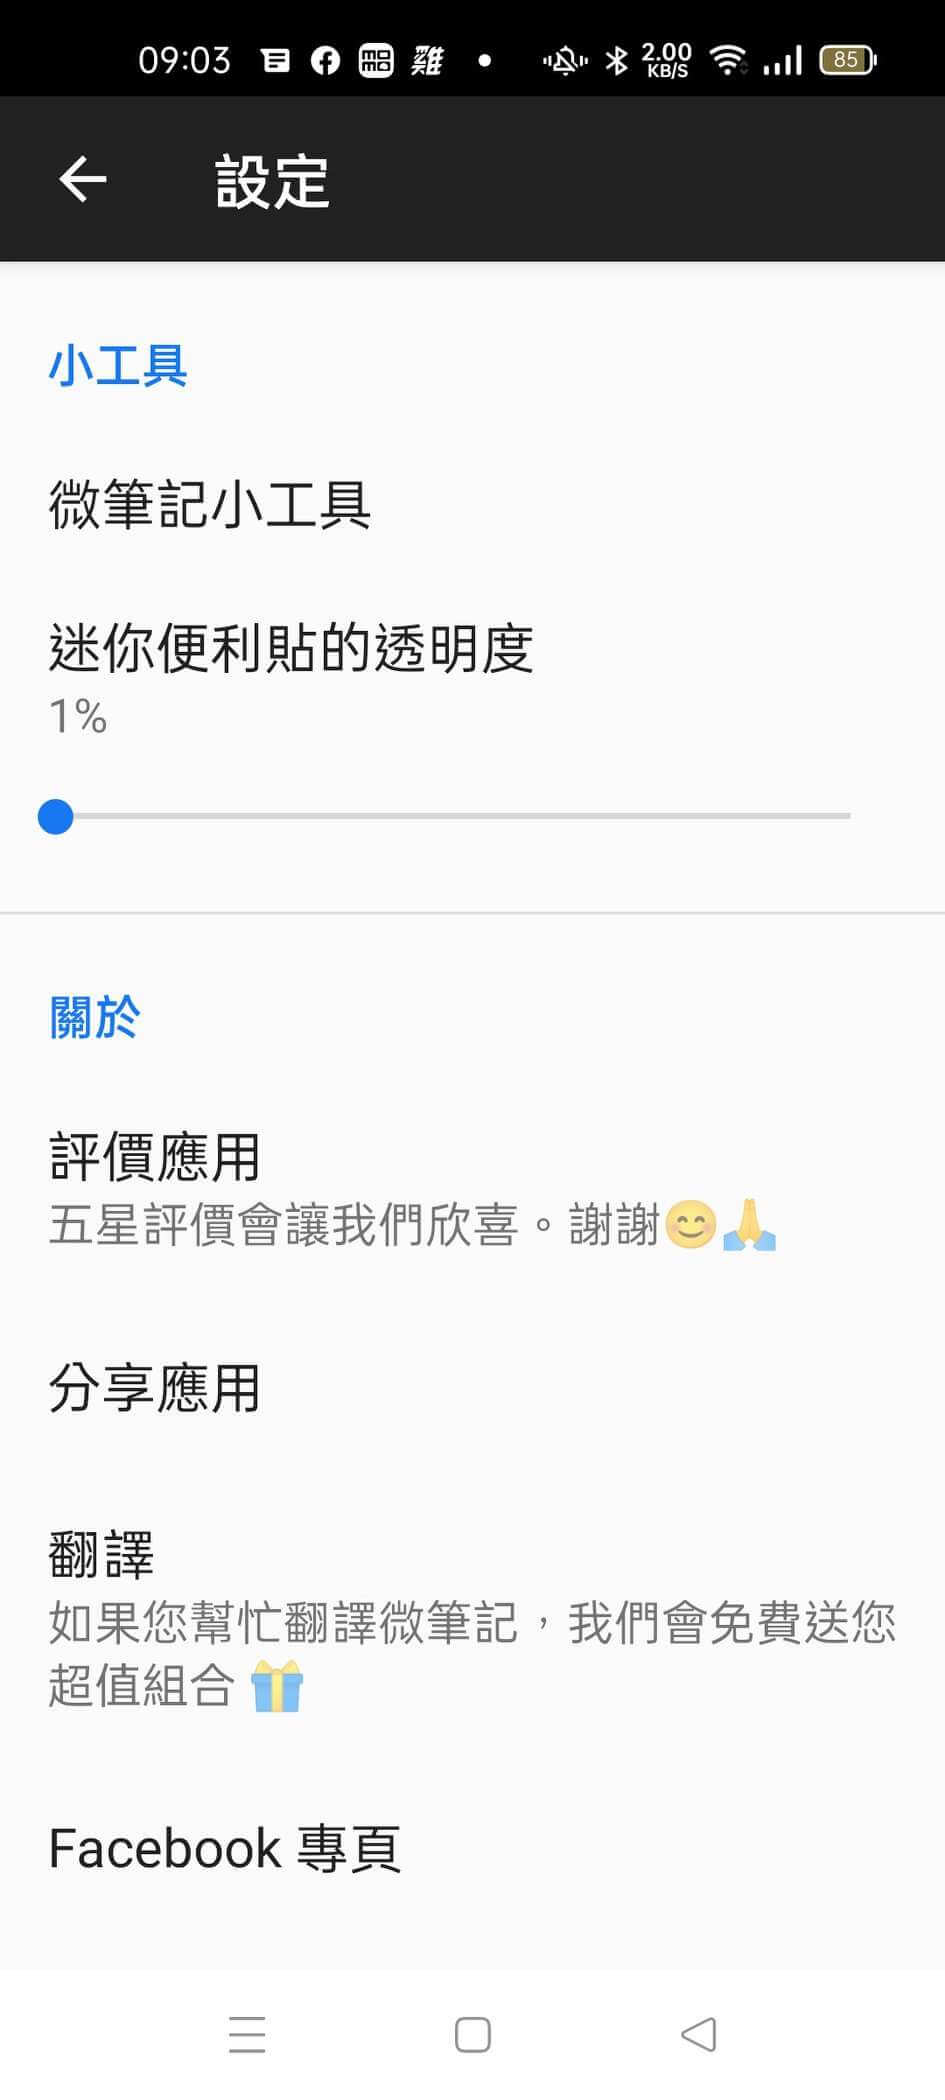 09:03 雞 2.00 KB/S 85
設定
小工具
微筆記小工具
迷你便利貼的透明度
1%
關於
評價應用
五星評價會讓我們欣喜。謝謝😊🙏
分享應用
翻譯
如果您幫忙翻譯微筆記，我們會免費送您
超值組合 🎁
Facebook 專頁